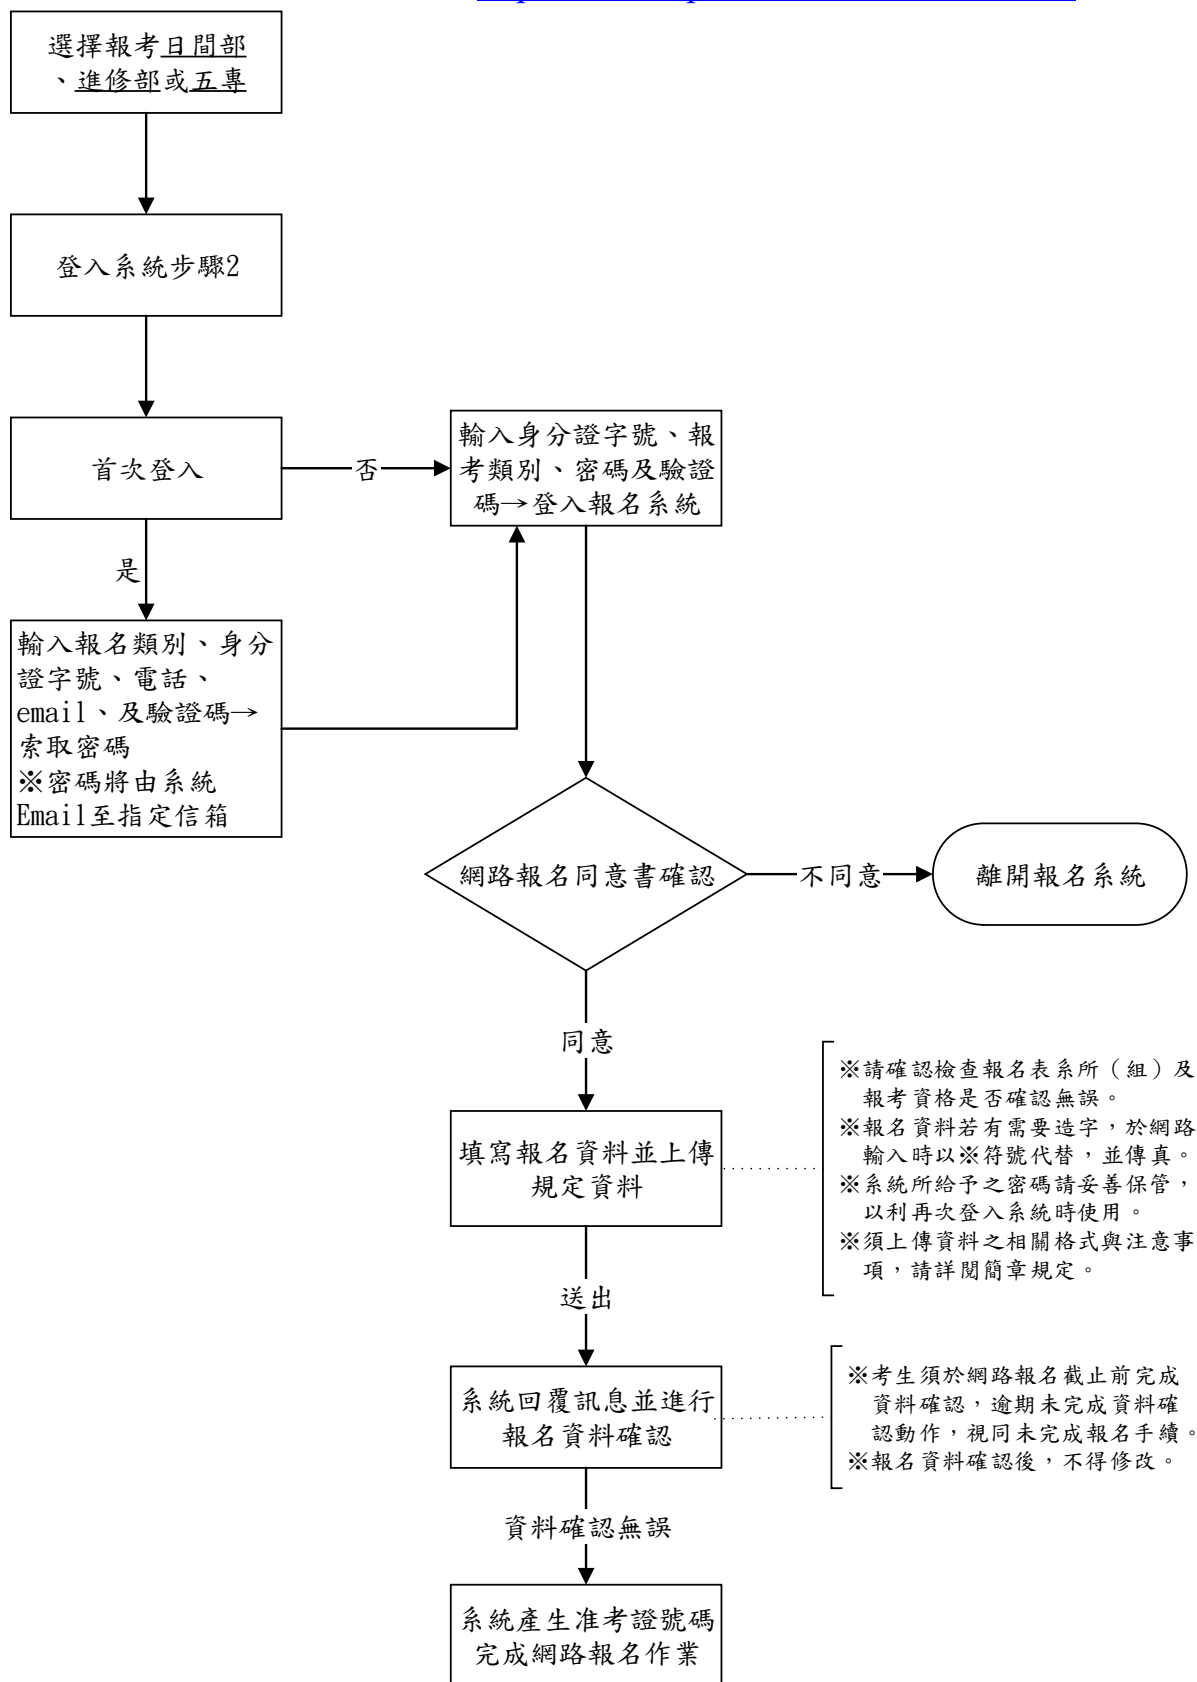 選擇報考日間部
、進修部或五專
登入系統步驟2
首次登入
否
輸入身分證字號、報
考類別、密碼及驗證
碼→登入報名系統
是
輸入報名類別、身分
證字號、電話、
email、及驗證碼→
索取密碼
※密碼將由系統
Email至指定信箱
網路報名同意書確認
不同意
離開報名系統
同意
填寫報名資料並上傳
規定資料
※請確認檢查報名表系所（組）及
報考資格是否確認無誤。
※報名資料若有需要造字，於網路
輸入時以※符號代替，並傳真。
※系統所給予之密碼請妥善保管，
以利再次登入系統時使用。
※須上傳資料之相關格式與注意事
項，請詳閱簡章規定。
送出
系統回覆訊息並進行
報名資料確認
※考生須於網路報名截止前完成
資料確認，逾期未完成資料確
認動作，視同未完成報名手續。
※報名資料確認後，不得修改。
資料確認無誤
系統產生准考證號碼
完成網路報名作業